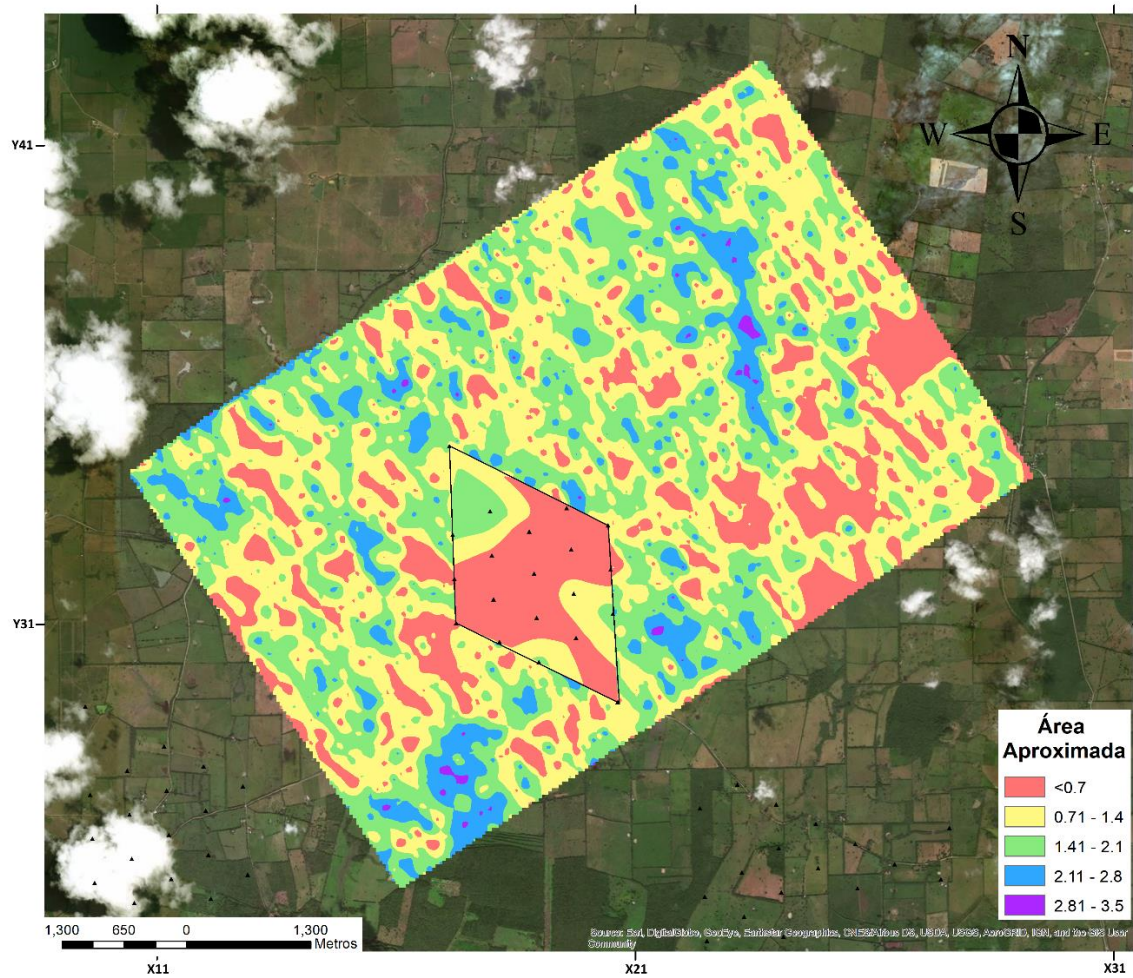 Y41
N
W
E
S
Y31
Área
Aproximada
<0.7
0.71 - 1.4
1.41 - 2.1
2.11 - 2.8
2.81 - 3.5
1,300 650 0 1,300
Metros
Source: Esri, DigitalGlobe, GeoEye, Earthstar Geographics, CNES/Airbus DS, USDA, USGS, AeroGRID, IGN, and the GIS User
Community
X11
X21
X31